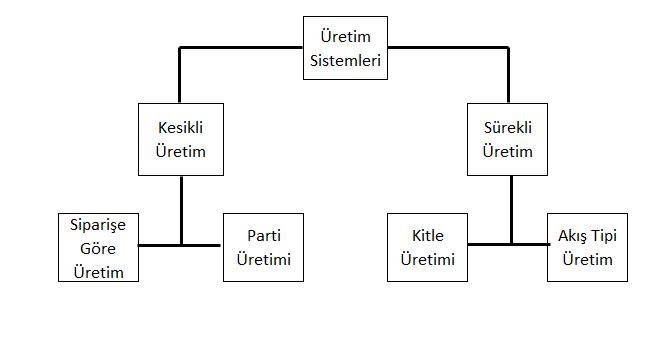 Üretim
Sistemleri
Kesikli
Üretim
Sürekli
Üretim
Siparişe
Göre
Üretim
Parti
Üretimi
Kitle
Üretimi
Akış Tipi
Üretim